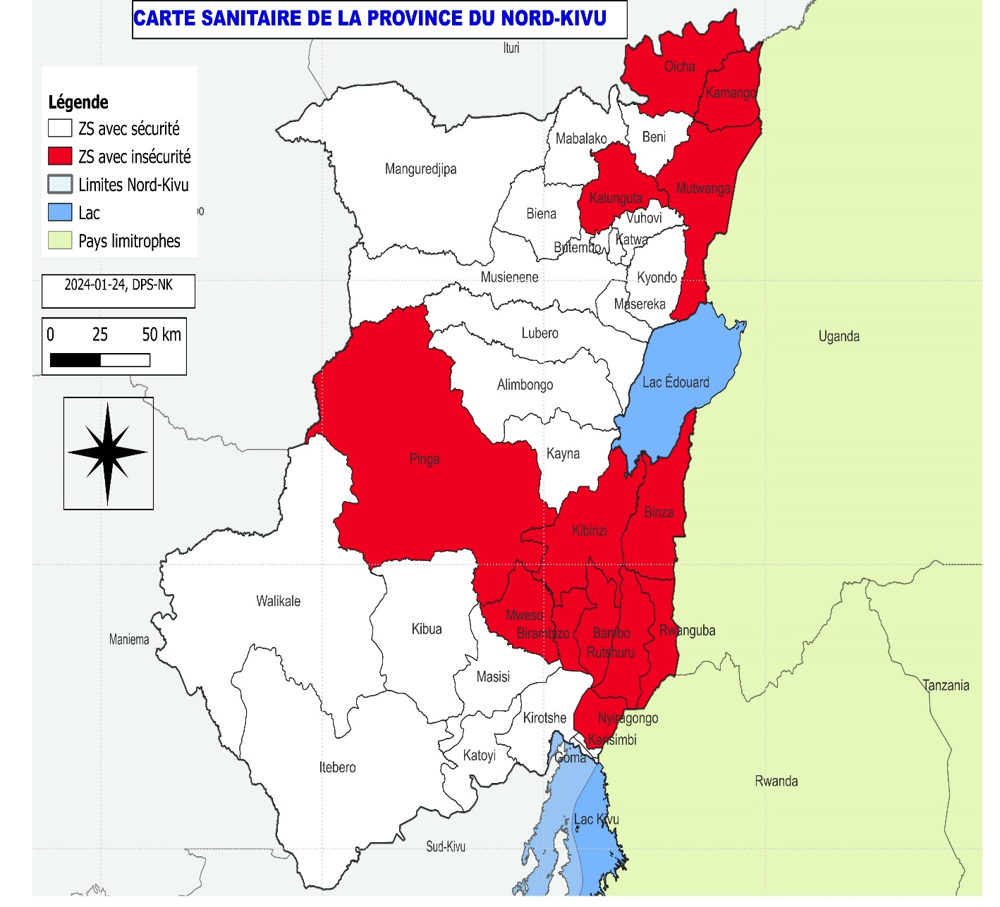 CARTE SANITAIRE DE LA PROVINCE DU NORD-KIVU
Ituri
Oicha
Kamango
Légende
ZS avec sécurité
ZS avec insécurité
Limites Nord-Kivu
Lac
Pays limitrophes
2024-01-24, DPS-NK
0 25 50 km
Mabalako
Beni
Manguredjipa
Mutwanga
Kalunguta
Biena
Vuhovi
Katwa
Butembo
Musienene
Kyondo
Masereka
Lubero
Uganda
Lac Édouard
Alimbongo
Kayna
Pinga
Binza
Kibirizi
Walikale
Mweso
Kibua
Birambizo
Bambo
Rwanguba
Maniema
Rutshuru
Masisi
Tanzania
Kirotshe
Nyiragongo
Karisimbi
Katoyi
Goma
Itebero
Rwanda
Lac Kivu
Sud-Kivu